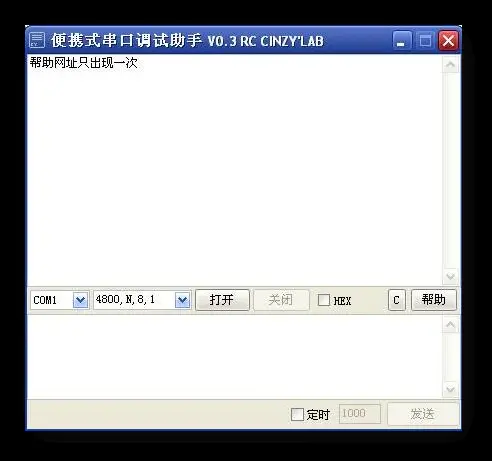 便携式串口调试助手 V0.3 RC CINZY'LAB
帮助网址只出现一次
COM1 4800,N,8,1 打开 关闭 HEX C 帮助
定时 1000 发送